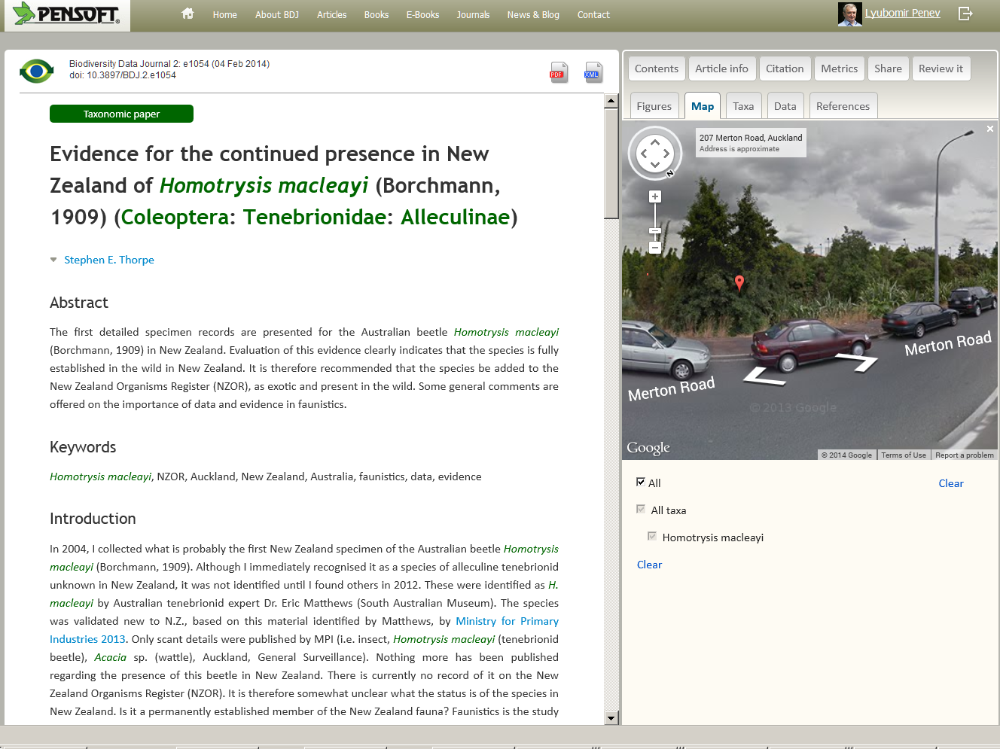 PENSOFT®
Home About BDJ Articles Books E-Books Journals News & Blog Contact
Lyubomir Penev
Biodiversity Data Journal 2: e1054 (04 Feb 2014)
doi: 10.3897/BDJ.2.e1054
PDF XML
Taxonomic paper
Evidence for the continued presence in New
Zealand of Homotrysis macleayi (Borchmann,
1909) (Coleoptera: Tenebrionidae: Alleculinae)
Stephen E. Thorpe
Abstract
The first detailed specimen records are presented for the Australian beetle Homotrysis macleayi
(Borchmann, 1909) in New Zealand. Evaluation of this evidence clearly indicates that the species is fully
established in the wild in New Zealand. It is therefore recommended that the species be added to the
New Zealand Organisms Register (NZOR), as exotic and present in the wild. Some general comments are
offered on the importance of data and evidence in faunistics.
Keywords
Homotrysis macleayi, NZOR, Auckland, New Zealand, Australia, faunistics, data, evidence
Introduction
In 2004, I collected what is probably the first New Zealand specimen of the Australian beetle Homotrysis
macleayi (Borchmann, 1909). Although I immediately recognised it as a species of alleculine tenebrionid
unknown in New Zealand, it was not identified until I found others in 2012. These were identified as H.
macleayi by Australian tenebrionid expert Dr. Eric Matthews (South Australian Museum). The species
was validated new to N.Z., based on this material identified by Matthews, by Ministry for Primary
Industries 2013. Only scant details were published by MPI (i.e. insect, Homotrysis macleayi (tenebrionid
beetle), Acacia sp. (wattle), Auckland, General Surveillance). Nothing more has been published
regarding the presence of this beetle in New Zealand. There is currently no record of it on the New
Zealand Organisms Register (NZOR). It is therefore somewhat unclear what the status is of the species in
New Zealand. Is it a permanently established member of the New Zealand fauna? Faunistics is the study
Contents Article info Citation Metrics Share Review it
Figures Map Taxa Data References
207 Merton Road, Auckland
Address is approximate
N
Merton Road
Merton Road
© 2013 Google
Google
© 2014 Google Terms of Use Report a problem
All Clear
All taxa
Homotrysis macleayi
Clear